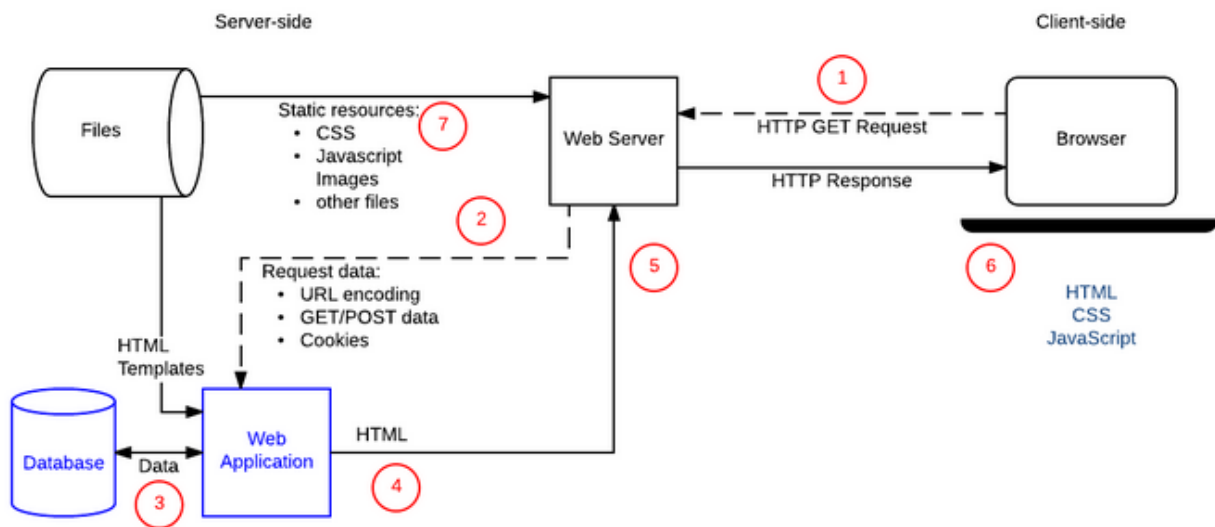 Server-side
Client-side
Files
Static resources:
• CSS
• Javascript
Images
• other files
7
Web Server
1
HTTP GET Request
HTTP Response
Browser
2
Request data:
• URL encoding
• GET/POST data
• Cookies
5
6
HTML
CSS
JavaScript
HTML
Templates
Database
Data
3
Web
Application
HTML
4